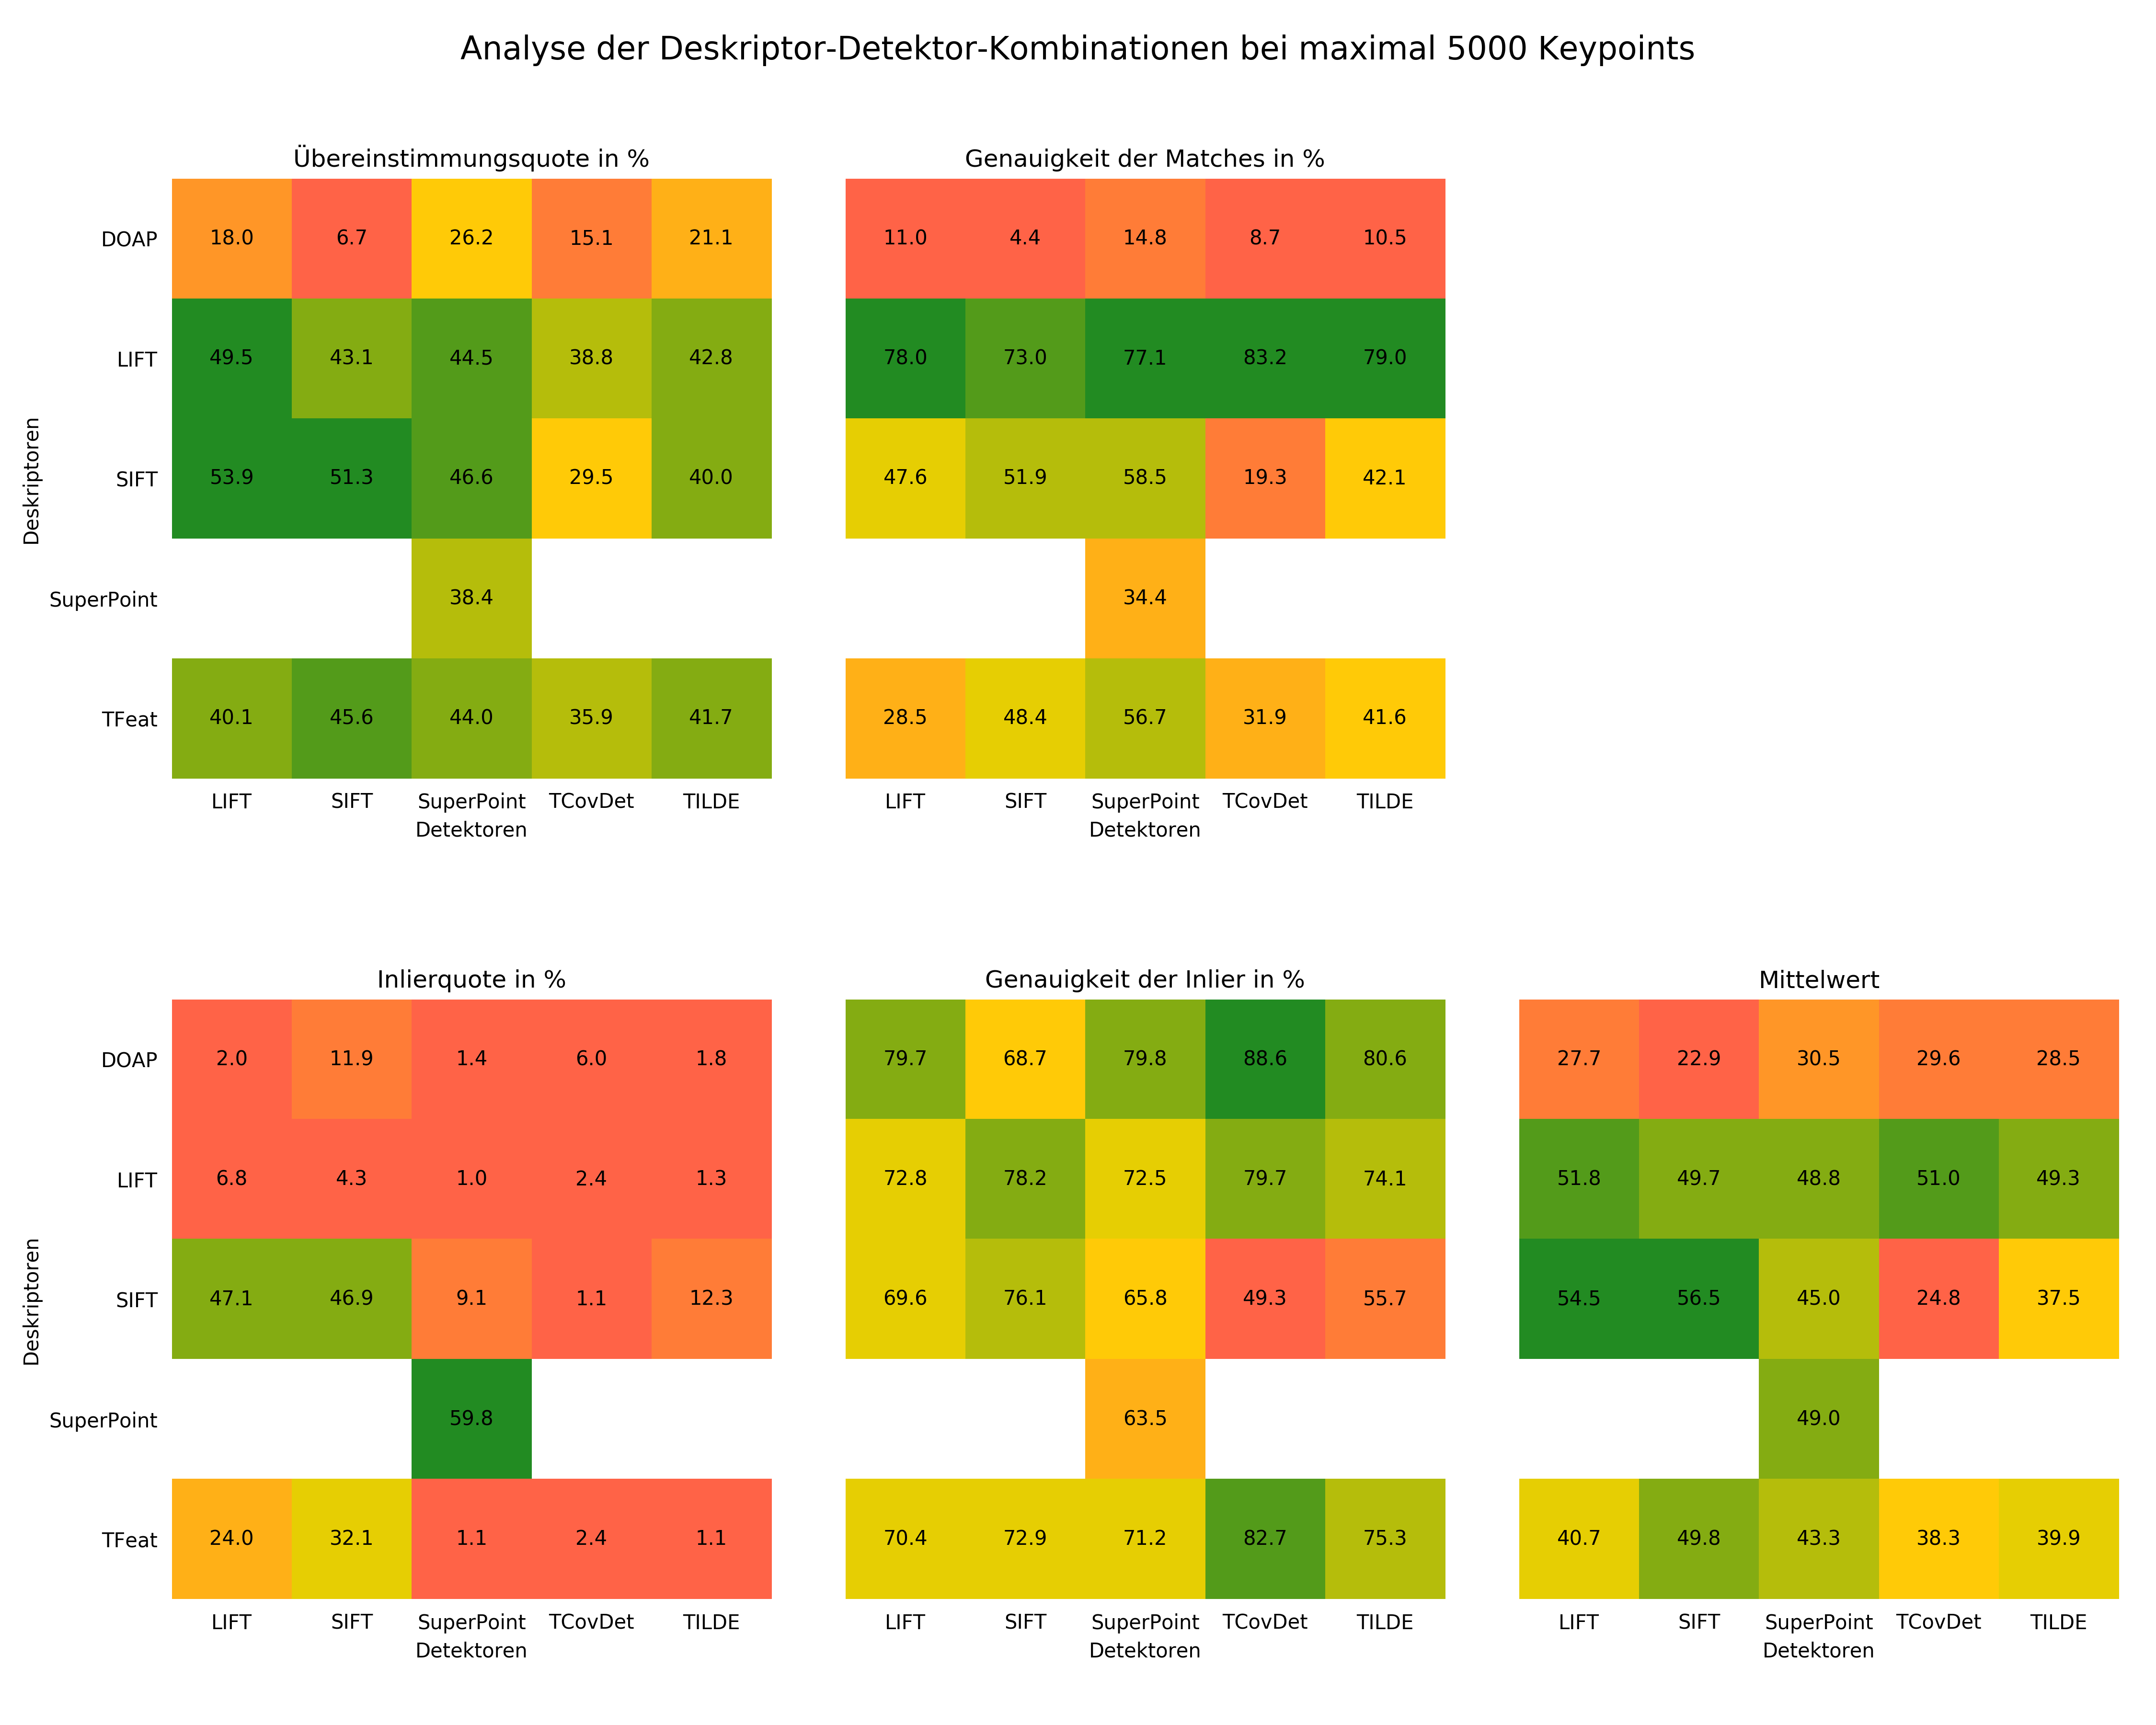 Analyse der Deskriptor-Detektor-Kombinationen bei maximal 5000 Keypoints
Übereinstimmungsquote in %
Deskriptoren
DOAP 18.0 6.7 26.2 15.1 21.1
LIFT 49.5 43.1 44.5 38.8 42.8
SIFT 53.9 51.3 46.6 29.5 40.0
SuperPoint 38.4
TFeat 40.1 45.6 44.0 35.9 41.7
LIFT SIFT SuperPoint TCovDet TILDE
Detektoren
Genauigkeit der Matches in %
11.0 4.4 14.8 8.7 10.5
78.0 73.0 77.1 83.2 79.0
47.6 51.9 58.5 19.3 42.1
34.4
28.5 48.4 56.7 31.9 41.6
LIFT SIFT SuperPoint TCovDet TILDE
Detektoren
Inlierquote in %
Deskriptoren
DOAP 2.0 11.9 1.4 6.0 1.8
LIFT 6.8 4.3 1.0 2.4 1.3
SIFT 47.1 46.9 9.1 1.1 12.3
SuperPoint 59.8
TFeat 24.0 32.1 1.1 2.4 1.1
LIFT SIFT SuperPoint TCovDet TILDE
Detektoren
Genauigkeit der Inlier in %
79.7 68.7 79.8 88.6 80.6
72.8 78.2 72.5 79.7 74.1
69.6 76.1 65.8 49.3 55.7
63.5
70.4 72.9 71.2 82.7 75.3
LIFT SIFT SuperPoint TCovDet TILDE
Detektoren
Mittelwert
27.7 22.9 30.5 29.6 28.5
51.8 49.7 48.8 51.0 49.3
54.5 56.5 45.0 24.8 37.5
49.0
40.7 49.8 43.3 38.3 39.9
LIFT SIFT SuperPoint TCovDet TILDE
Detektoren